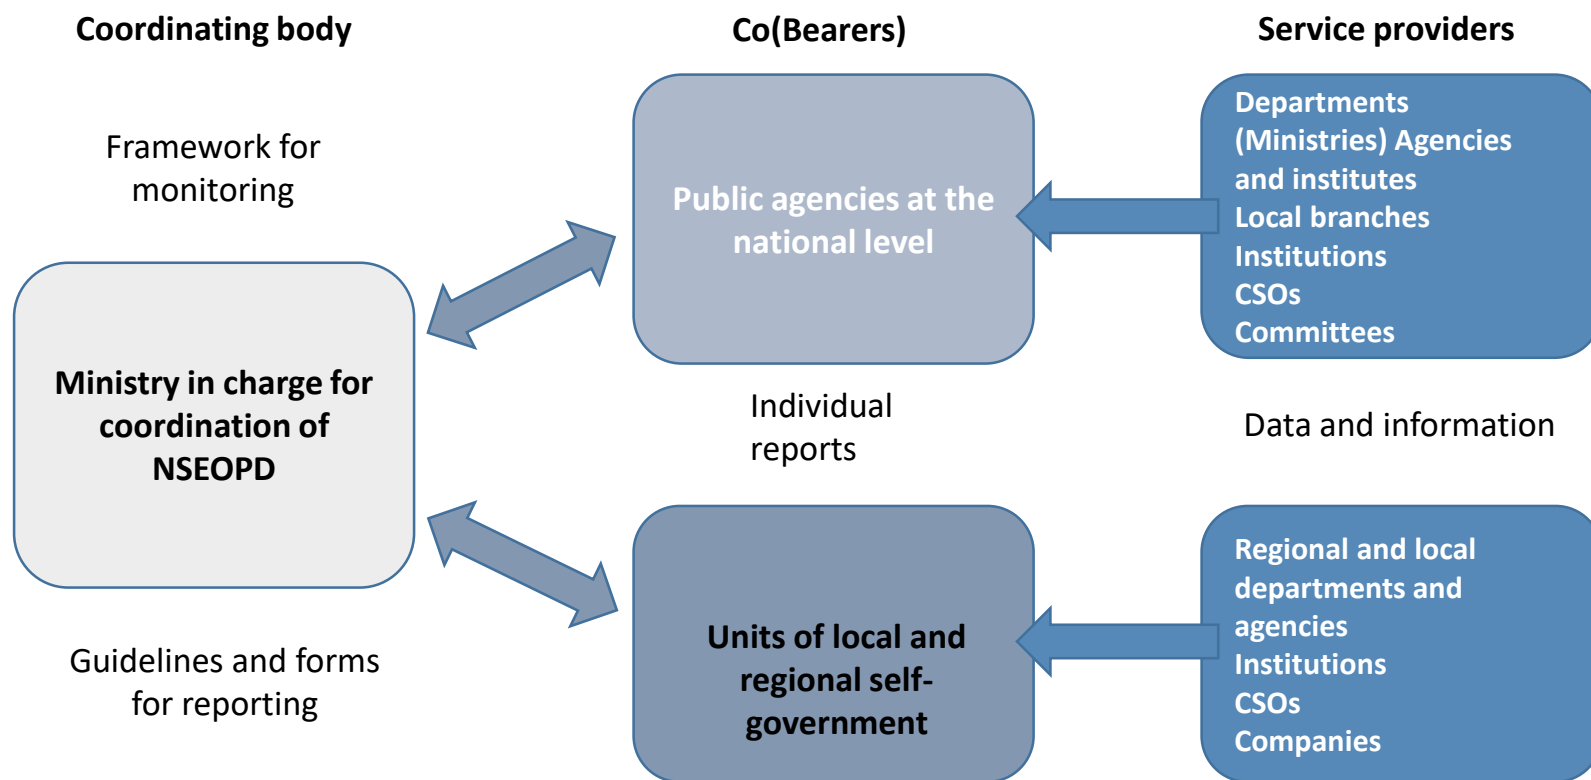 Coordinating body
Co(Bearers)
Service providers
Framework for
monitoring
Ministry in charge for
coordination of
NSEOPD
Guidelines and forms
for reporting
Public agencies at the
national level
Individual
reports
Units of local and
regional self-
government
Departments
(Ministries) Agencies
and institutes
Local branches
Institutions
CSOs
Committees
Data and information
Regional and local
departments and
agencies
Institutions
CSOs
Companies